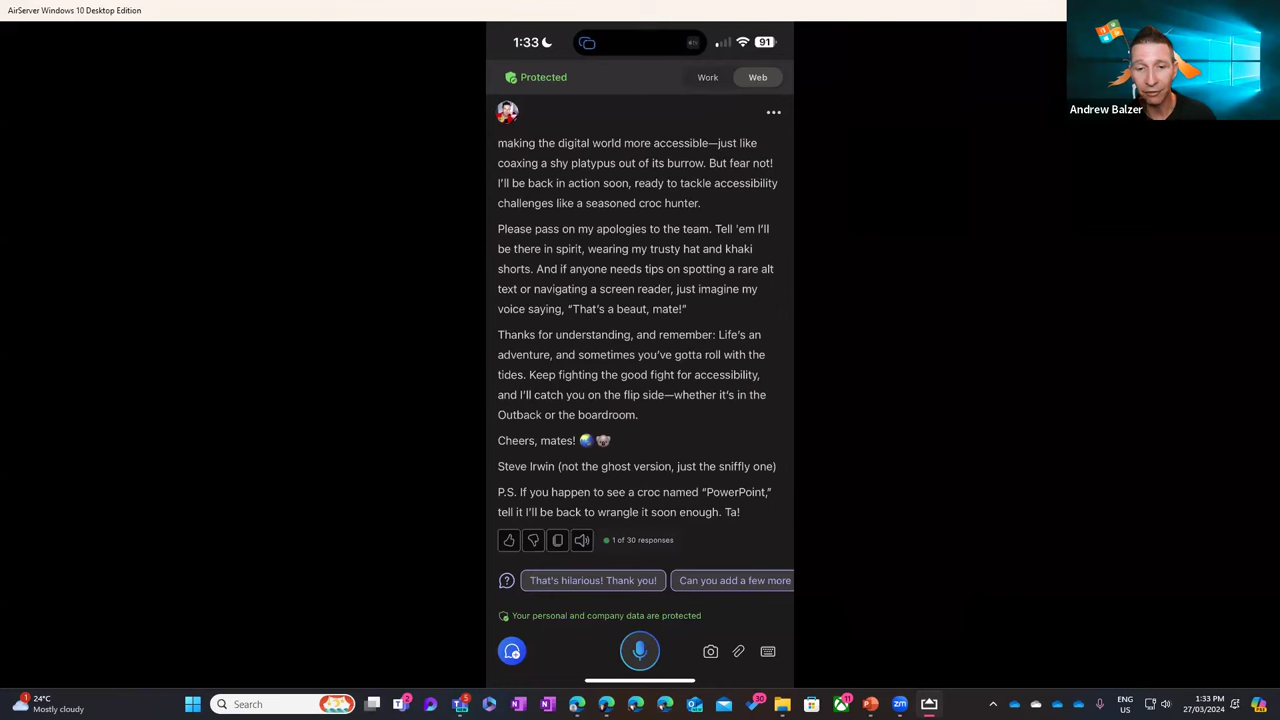 AirServer Windows 10 Desktop Edition
1:33
91
Protected
Work
Web
Andrew Balzer
making the digital world more accessible—just like
coaxing a shy platypus out of its burrow. But fear not!
I'll be back in action soon, ready to tackle accessibility
challenges like a seasoned croc hunter.
Please pass on my apologies to the team. Tell 'em I'll
be there in spirit, wearing my trusty hat and khaki
shorts. And if anyone needs tips on spotting a rare alt
text or navigating a screen reader, just imagine my
voice saying, “That's a beaut, mate!”
Thanks for understanding, and remember: Life's an
adventure, and sometimes you've gotta roll with the
tides. Keep fighting the good fight for accessibility,
and I'll catch you on the flip side—whether it's in the
Outback or the boardroom.
Cheers, mates! 🌏🐨
Steve Irwin (not the ghost version, just the sniffly one)
P.S. If you happen to see a croc named “PowerPoint,”
tell it I'll be back to wrangle it soon enough. Ta!
1 of 30 responses
That's hilarious! Thank you!
Can you add a few more
Your personal and company data are protected
1
24°C
Mostly cloudy
Search
2
5
30
11
ENG
US
1:33 PM
27/03/2024